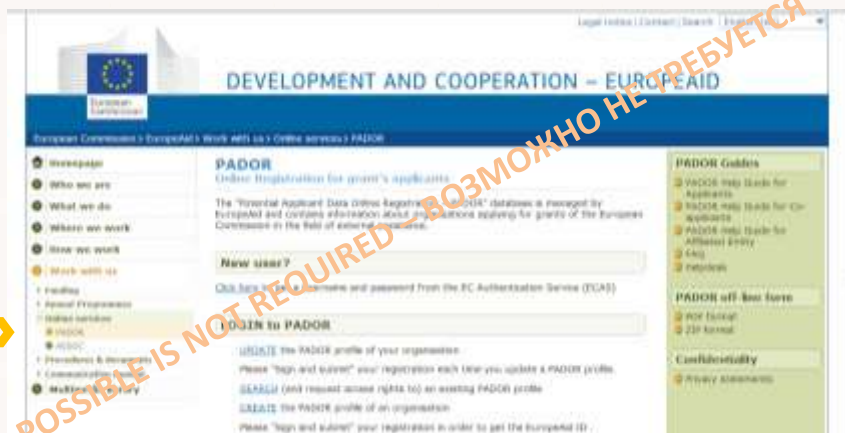 Legal notice | Contact | Search
European
Commission
DEVELOPMENT AND COOPERATION – EUROPEAID
European Commission > EuropeAid > Work with us > Online services > PADOR
Homepage
Who we are
What we do
Where we work
How we work
Work with us
Funding
Annual Programmes
Online services
PADOR
Procedures &
Multimedia library
PADOR
Online Registration for grant's applicants
The "Potential Applicant Data Online Registration PADOR" database is managed by
EuropeAid and contains information about organisations applying for grants of the European
Commission in the field of external assistance.
New user?
Click here username and password from the EC Authentication Service (ECAS)
LOGIN to PADOR
UPDATE the PADOR profile of your organisation
Please "sign and submit" your registration each time you update a PADOR profile.
SEARCH (and request access rights to) an existing PADOR profile
CREATE the PADOR profile of an organisation
Please "sign and submit" your registration in order to get the EuropeAid ID.
PADOR Guides
PADOR Help Guide for
Applicants
PADOR Help Guide for Co-
applicants
PADOR Help Guide for
Affiliated Entity
FAQ
Helpdesk
PADOR off-line form
PDF format
ZIP format
Confidentiality
Privacy statements
POSSIBLE IS NOT REQUIRED – ВОЗМОЖНО НЕ ТРЕБУЕТСЯ